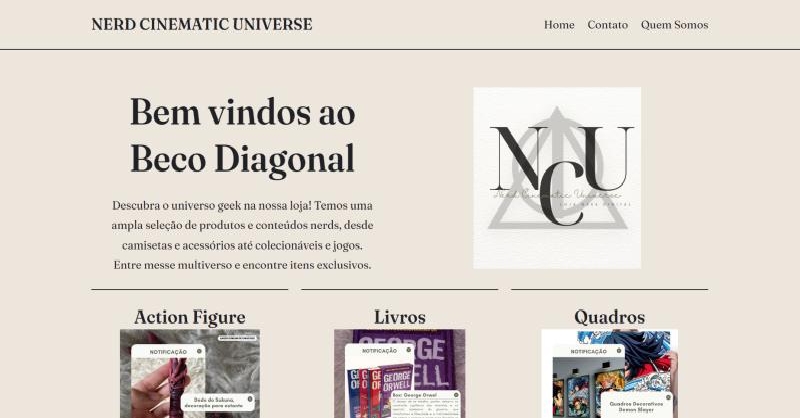 NERD CINEMATIC UNIVERSE
Home Contato Quem Somos
Bem vindos ao
Beco Diagonal
Descubra o universo geek na nossa loja! Temos uma
ampla seleção de produtos e conteúdos nerds, desde
camisetas e acessórios até colecionáveis e jogos.
Entre messe multiverso e encontre itens exclusivos.
NCU
Nerd Cinematic Universe
Action Figure
Livros
Quadros
NOTIFICAÇÃO
Dedo do Sukuna,
decoração para estante
NOTIFICAÇÃO
GEORGE
ORWELL
Box: George Orwell
NOTIFICAÇÃO
Quadros Decorativos
Demon Slayer